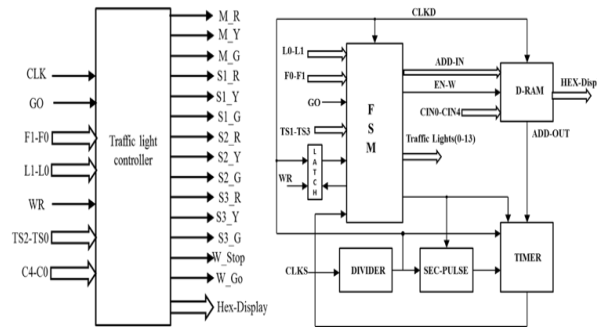 CLK
GO
F1-F0
L1-L0
WR
TS2-TS0
C4-C0
Traffic light
controller
M_R
M_Y
M_G
S1_R
S1_Y
S1_G
S2_R
S2_Y
S2_G
S3_R
S3_Y
S3_G
W_Stop
W_Go
Hex-Display
CLKD
L0-L1
F0-F1
GO
TS1-TS3
LATCH
WR
FSM
ADD-IN
EN-W
CIN0-CIN4
D-RAM
HEX-Disp
ADD-OUT
Traffic Lights(0-13)
CLKS
DIVIDER
SEC-PULSE
TIMER